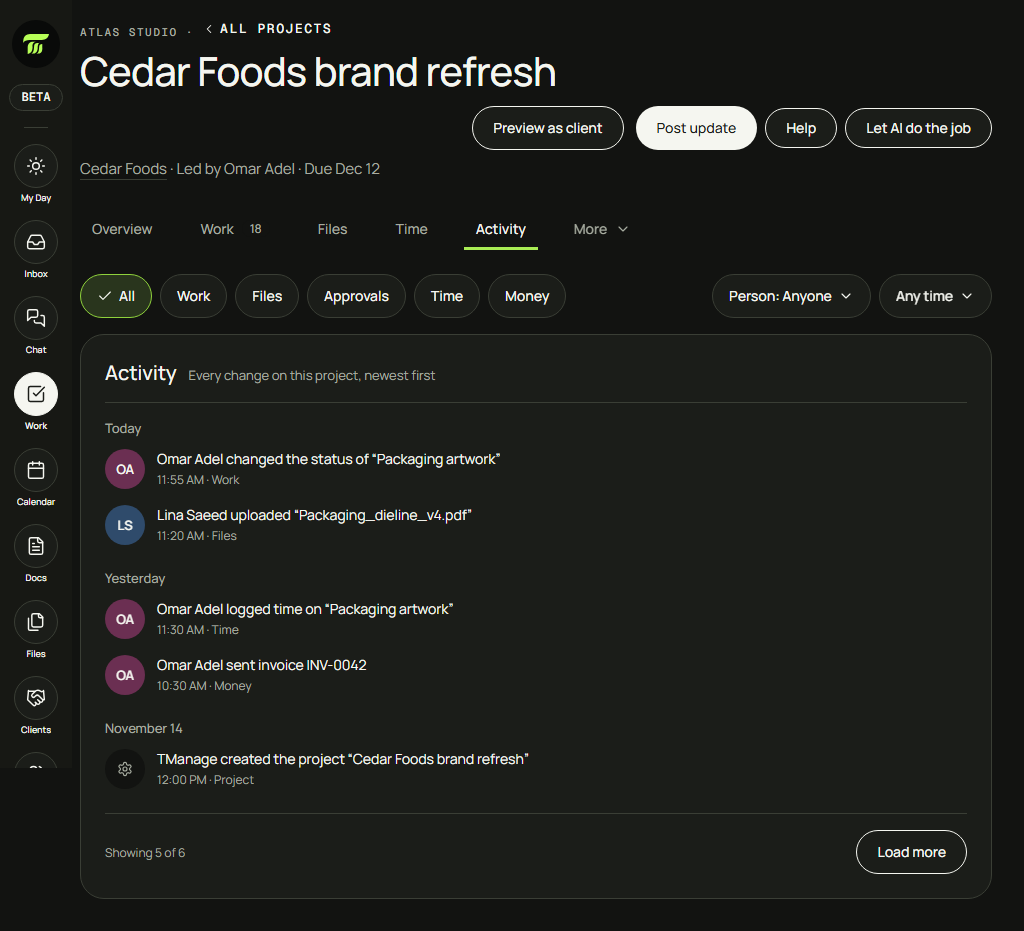 ATLAS STUDIO · ALL PROJECTS
Cedar Foods brand refresh
BETA
Preview as client
Post update
Help
Let AI do the job
Cedar Foods · Led by Omar Adel · Due Dec 12
My Day
Inbox
Chat
Work
Calendar
Docs
Files
Clients
Overview
Work 18
Files
Time
Activity
More
All
Work
Files
Approvals
Time
Money
Person: Anyone
Any time
Activity Every change on this project, newest first
Today
OA
Omar Adel changed the status of “Packaging artwork”
11:55 AM · Work
LS
Lina Saeed uploaded “Packaging_dieline_v4.pdf”
11:20 AM · Files
Yesterday
OA
Omar Adel logged time on “Packaging artwork”
11:30 AM · Time
OA
Omar Adel sent invoice INV-0042
10:30 AM · Money
November 14
TManage created the project “Cedar Foods brand refresh”
12:00 PM · Project
Showing 5 of 6
Load more